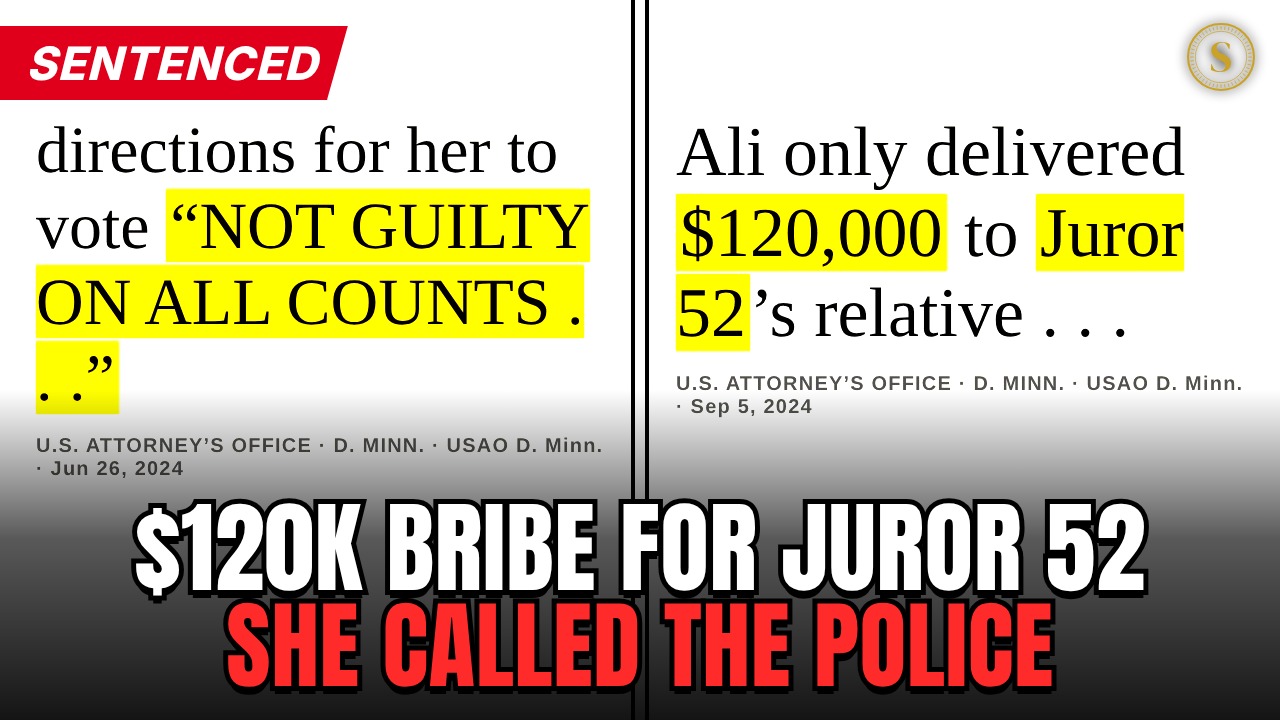 SENTENCED
S
directions for her to
vote “NOT GUILTY
ON ALL COUNTS .
. .”
U.S. ATTORNEY’S OFFICE · D. MINN. · USAO D. Minn.
· Jun 26, 2024
Ali only delivered
$120,000 to Juror
52’s relative . . .
U.S. ATTORNEY’S OFFICE · D. MINN. · USAO D. Minn.
· Sep 5, 2024
$120K BRIBE FOR JUROR 52
SHE CALLED THE POLICE